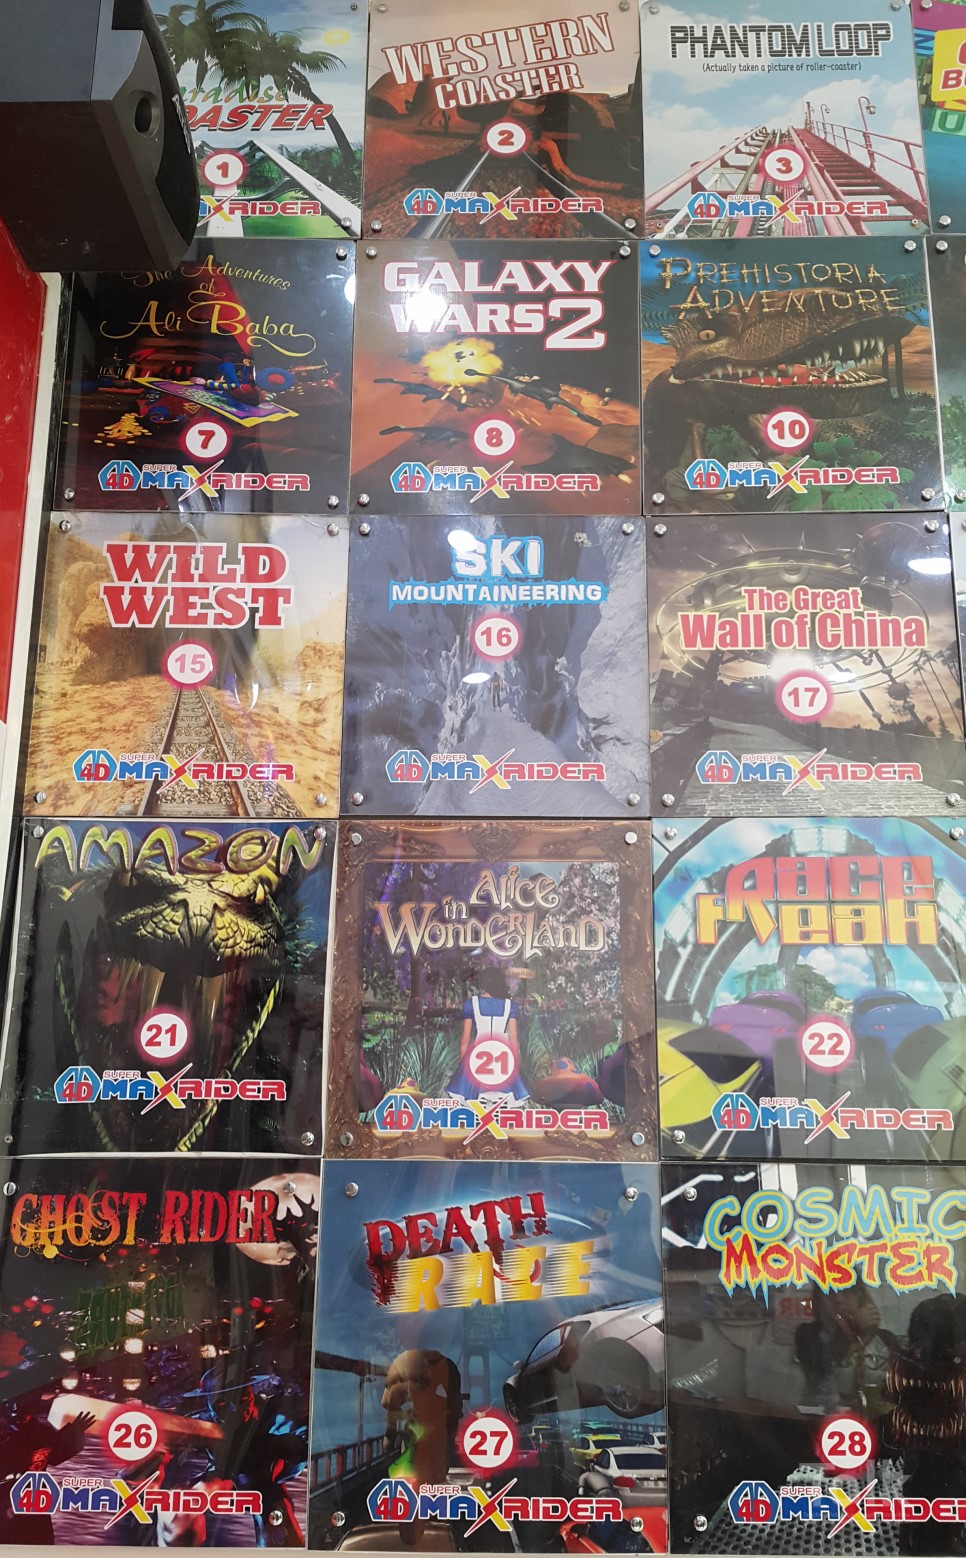 COASTER
1
MAXRIDER
WESTERN
COASTER
2
4D SUPER MAXRIDER
PHANTOM LOOP
(Actually taken a picture of roller-coaster)
3
4D SUPER MAXRIDER
The Adventures
of
Ali Baba
7
4D SUPER MAXRIDER
GALAXY
WARS 2
8
4D SUPER MAXRIDER
PREHISTORIA
ADVENTURE
10
4D SUPER MAXRIDER
WILD
WEST
15
4D SUPER MAXRIDER
SKI
MOUNTAINEERING
16
4D SUPER MAXRIDER
The Great
Wall of China
17
4D SUPER MAXRIDER
AMAZON
21
4D SUPER MAXRIDER
Alice
in
WONDERLAND
21
4D SUPER MAXRIDER
RACE
FREAK
22
4D SUPER MAXRIDER
GHOST RIDER
26
4D SUPER MAXRIDER
DEATH
RACE
27
4D SUPER MAXRIDER
COSMIC
MONSTER
28
4D SUPER MAXRIDER